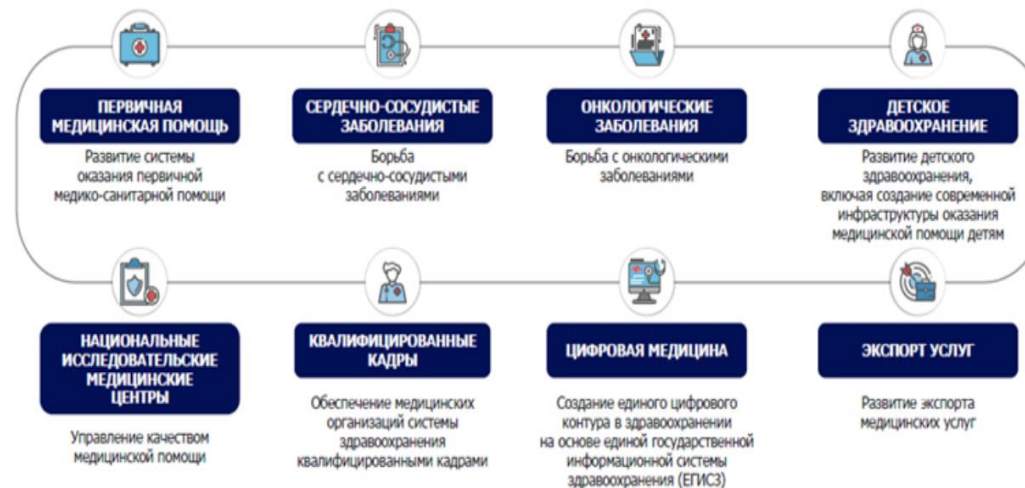 ПЕРВИЧНАЯ
МЕДИЦИНСКАЯ ПОМОЩЬ
Развитие системы
оказания первичной
медико-санитарной помощи
СЕРДЕЧНО-СОСУДИСТЫЕ
ЗАБОЛЕВАНИЯ
Борьба
с сердечно-сосудистыми
заболеваниями
ОНКОЛОГИЧЕСКИЕ
ЗАБОЛЕВАНИЯ
Борьба с онкологическими
заболеваниями
ДЕТСКОЕ
ЗДРАВООХРАНЕНИЕ
Развитие детского
здравоохранения,
включая создание современной
инфраструктуры оказания
медицинской помощи детям
НАЦИОНАЛЬНЫЕ
ИССЛЕДОВАТЕЛЬСКИЕ
МЕДИЦИНСКИЕ
ЦЕНТРЫ
Управление качеством
медицинской помощи
КВАЛИФИЦИРОВАННЫЕ
КАДРЫ
Обеспечение медицинских
организаций системы
здравоохранения
квалифицированными кадрами
ЦИФРОВАЯ МЕДИЦИНА
Создание единого цифрового
контура в здравоохранении
на основе единой государственной
информационной системы
здравоохранения (ЕГИСЗ)
ЭКСПОРТ УСЛУГ
Развитие экспорта
медицинских услуг